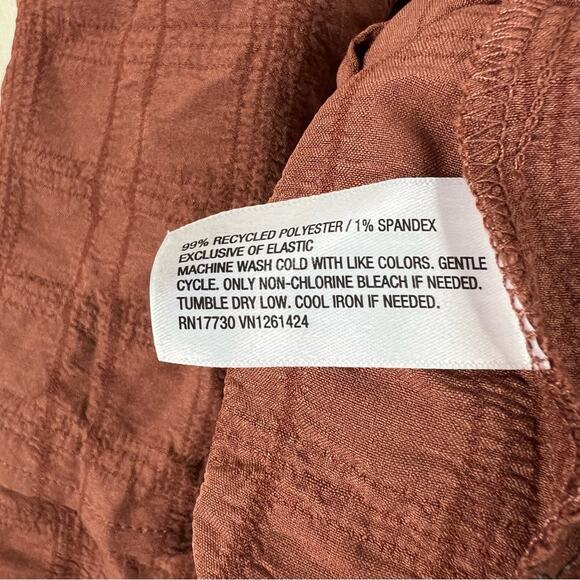 99% RECYCLED POLYESTER / 1% SPANDEX
EXCLUSIVE OF ELASTIC
MACHINE WASH COLD WITH LIKE COLORS. GENTLE
CYCLE. ONLY NON-CHLORINE BLEACH IF NEEDED.
TUMBLE DRY LOW. COOL IRON IF NEEDED.
RN17730 VN1261424